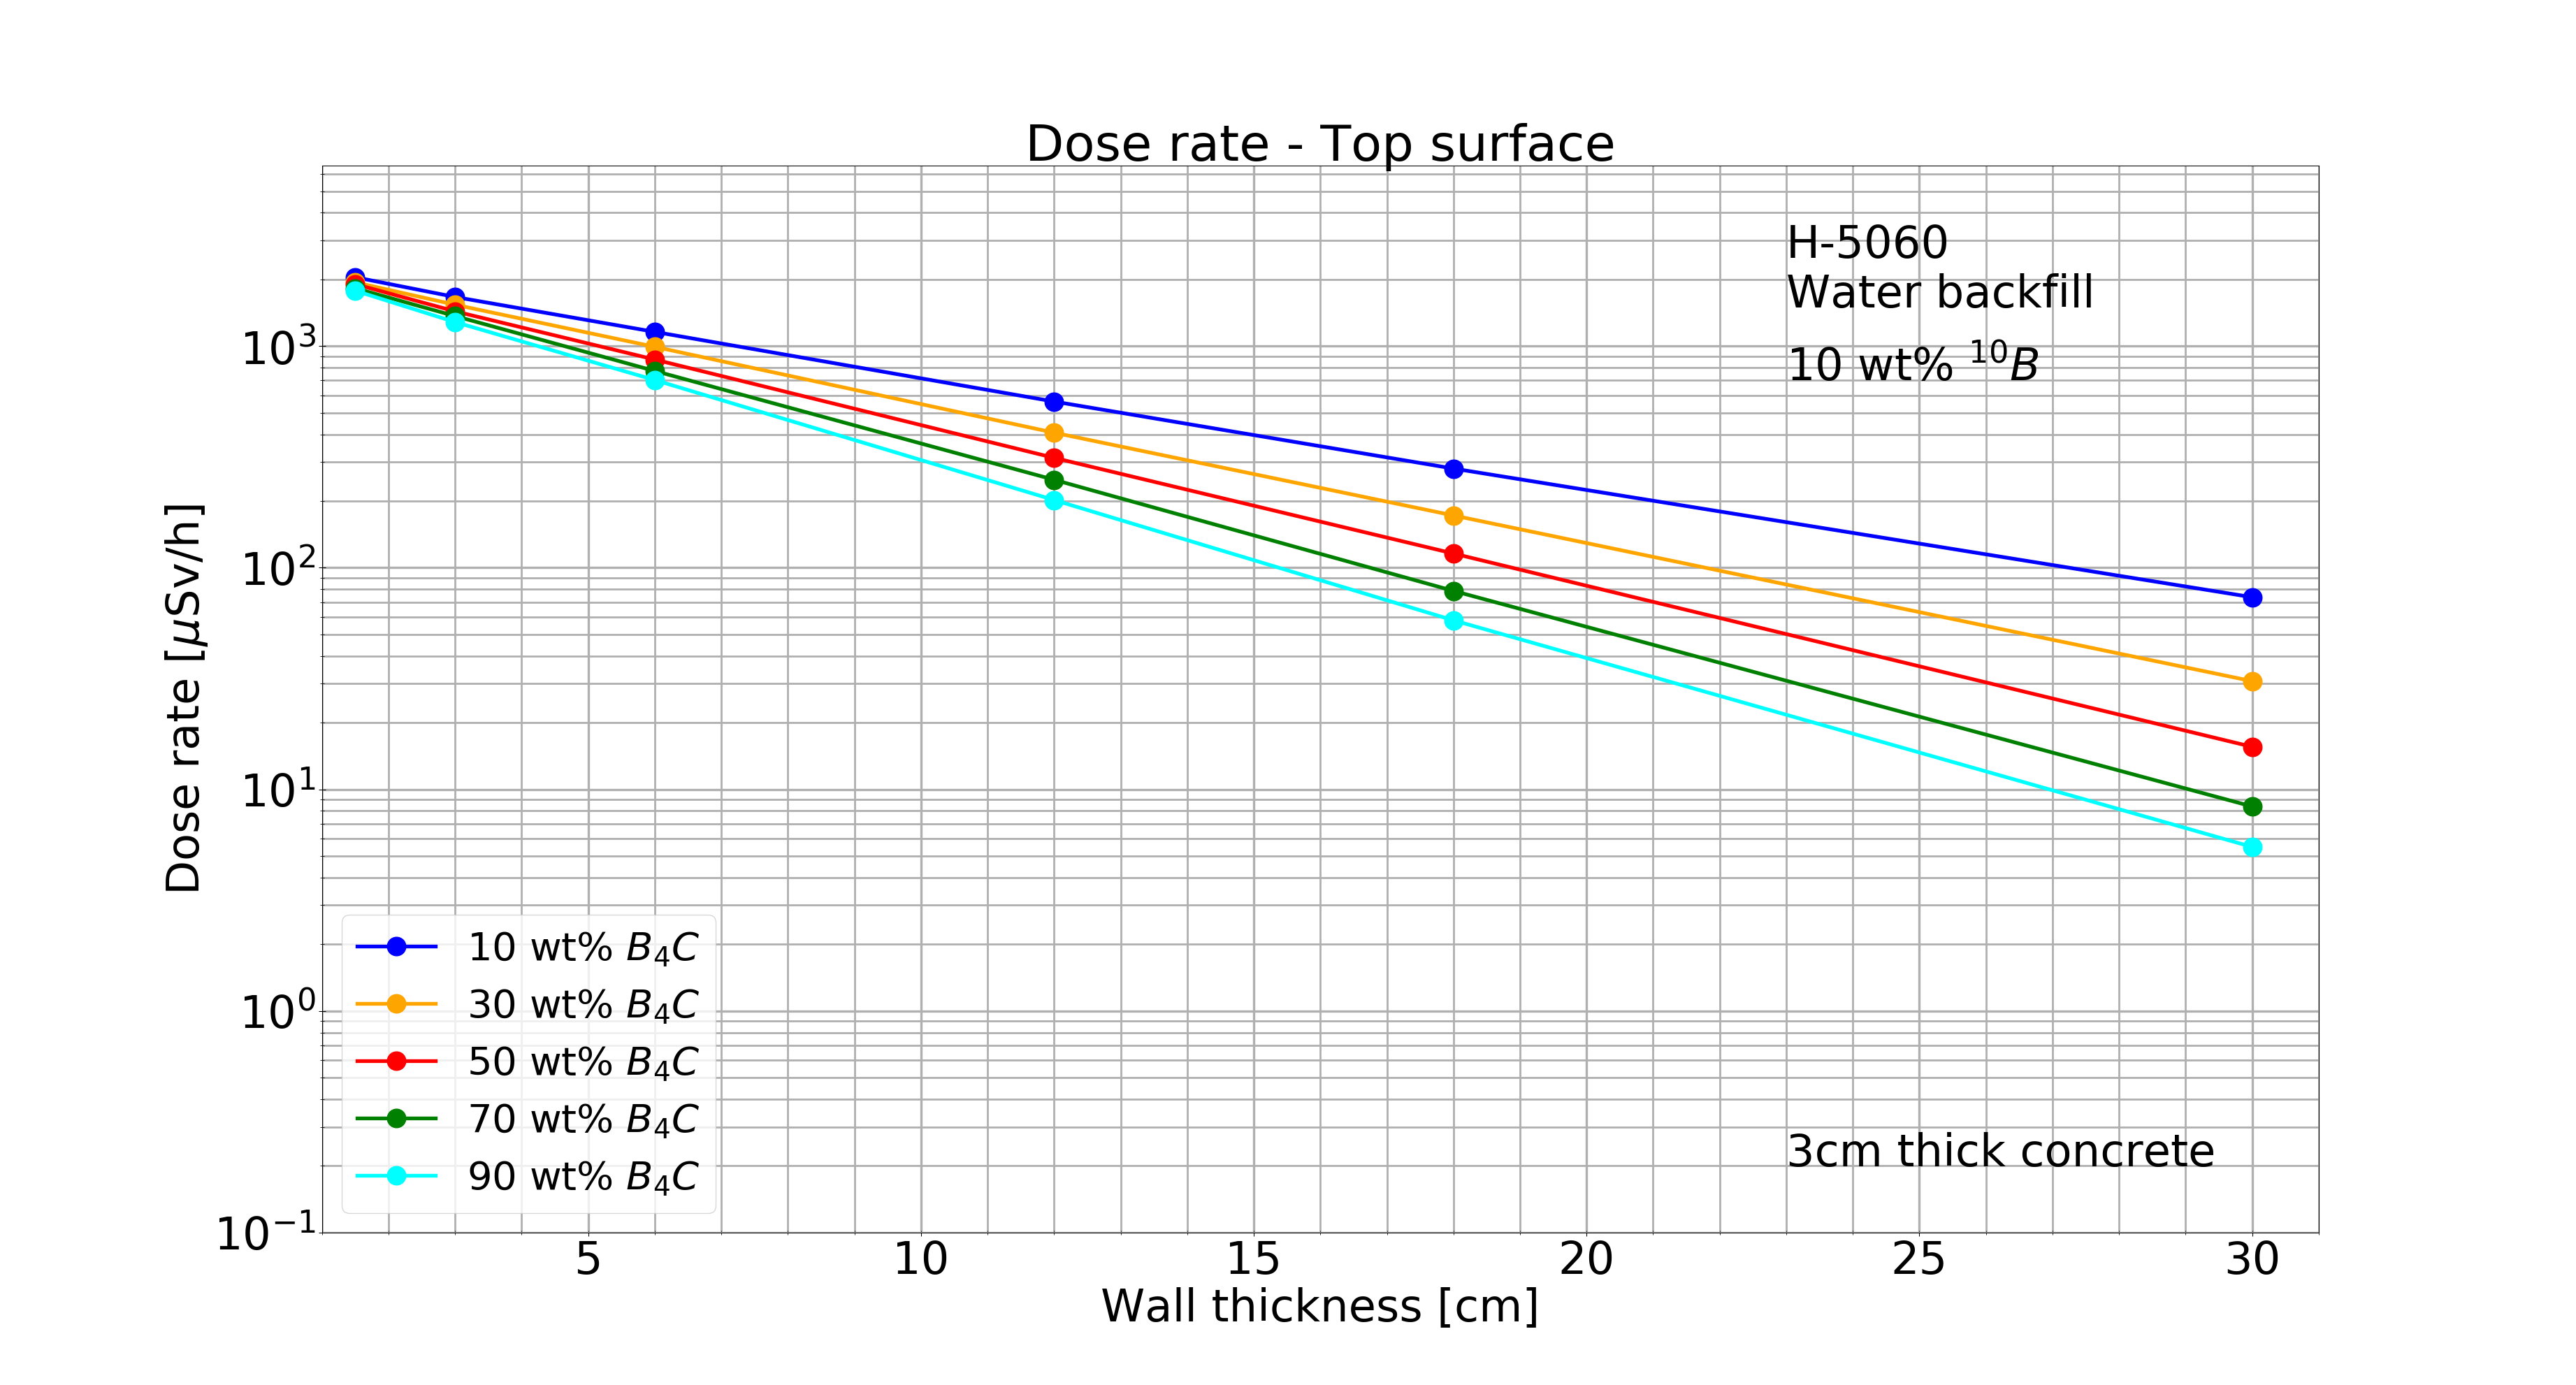 Dose rate - Top surface
H-5060
Water backfill
10 wt% ¹⁰B
Dose rate [μSv/h]
10³
10²
10¹
10⁰
10⁻¹
10 wt% B₄C
30 wt% B₄C
50 wt% B₄C
70 wt% B₄C
90 wt% B₄C
3cm thick concrete
5 10 15 20 25 30
Wall thickness [cm]